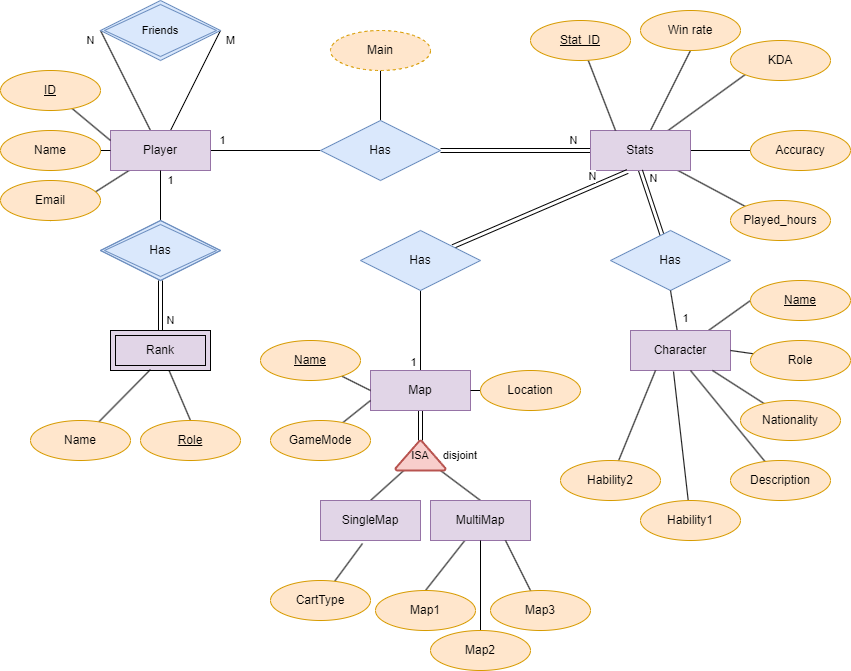 Friends
N
M
Main
Stat_ID
Win rate
KDA
ID
Name
Player
1
Has
N
Stats
Accuracy
Email
1
N
N
Played_hours
Has
Has
Has
N
1
Name
Rank
1
Name
Character
Role
Map
Location
Name
Role
GameMode
Nationality
ISA
disjoint
Hability2
Description
SingleMap
MultiMap
Hability1
CartType
Map1
Map3
Map2